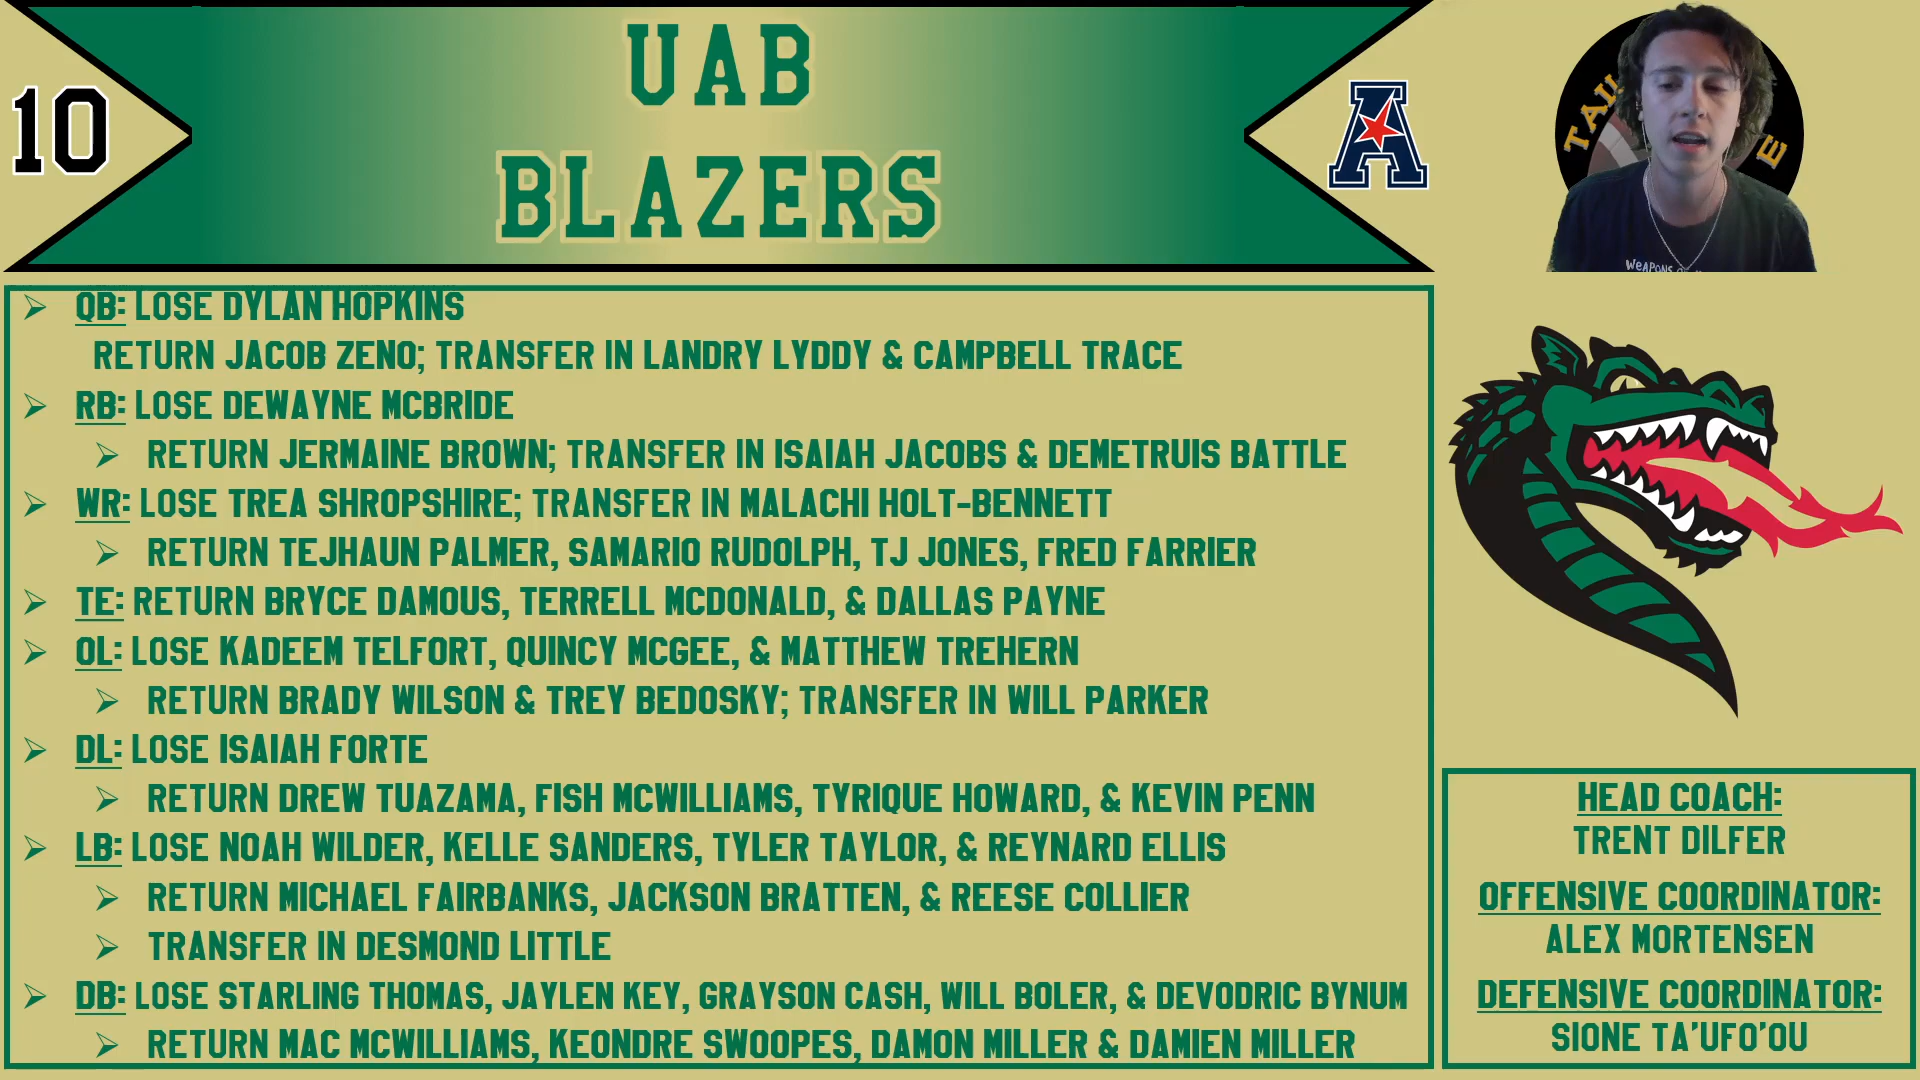 10
UAB
BLAZERS
A
TAI
E
WEAPONS
➢ QB: LOSE DYLAN HOPKINS
RETURN JACOB ZENO; TRANSFER IN LANDRY LYDDY & CAMPBELL TRACE
➢ RB: LOSE DEWAYNE MCBRIDE
➢ RETURN JERMAINE BROWN; TRANSFER IN ISAIAH JACOBS & DEMETRUIS BATTLE
➢ WR: LOSE TREA SHROPSHIRE; TRANSFER IN MALACHI HOLT-BENNETT
➢ RETURN TEJHAUN PALMER, SAMARIO RUDOLPH, TJ JONES, FRED FARRIER
➢ TE: RETURN BRYCE DAMOUS, TERRELL MCDONALD, & DALLAS PAYNE
➢ OL: LOSE KADEEM TELFORT, QUINCY MCGEE, & MATTHEW TREHERN
➢ RETURN BRADY WILSON & TREY BEDOSKY; TRANSFER IN WILL PARKER
➢ DL: LOSE ISAIAH FORTE
➢ RETURN DREW TUAZAMA, FISH MCWILLIAMS, TYRIQUE HOWARD, & KEVIN PENN
➢ LB: LOSE NOAH WILDER, KELLE SANDERS, TYLER TAYLOR, & REYNARD ELLIS
➢ RETURN MICHAEL FAIRBANKS, JACKSON BRATTEN, & REESE COLLIER
➢ TRANSFER IN DESMOND LITTLE
➢ DB: LOSE STARLING THOMAS, JAYLEN KEY, GRAYSON CASH, WILL BOLER, & DEVODRIC BYNUM
➢ RETURN MAC MCWILLIAMS, KEONDRE SWOOPES, DAMON MILLER & DAMIEN MILLER
HEAD COACH:
TRENT DILFER
OFFENSIVE COORDINATOR:
ALEX MORTENSEN
DEFENSIVE COORDINATOR:
SIONE TA'UFO'OU